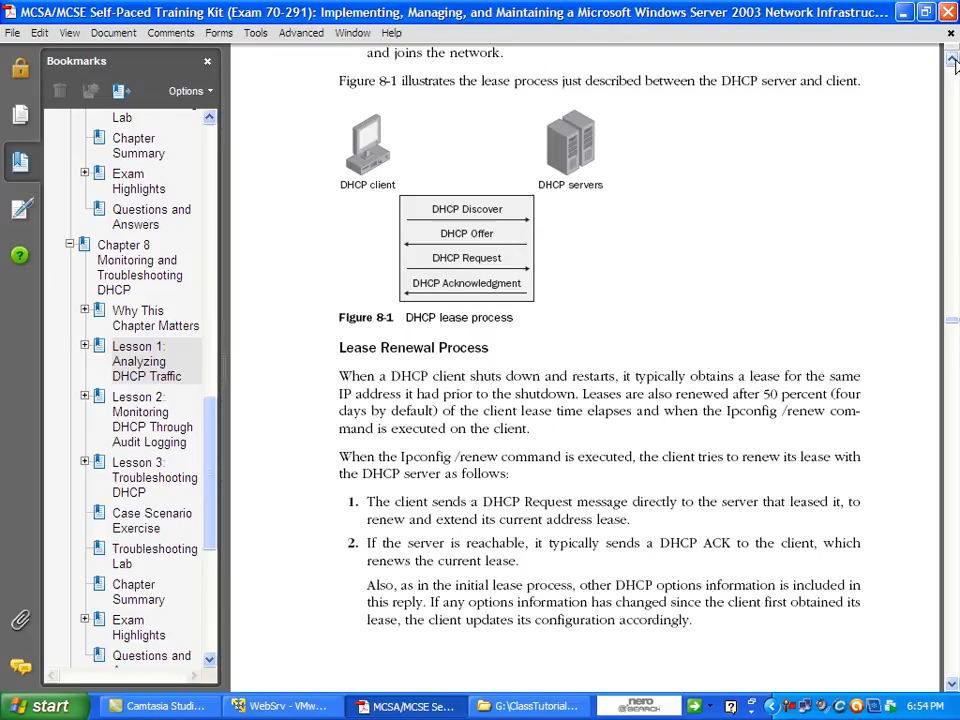 MCSA/MCSE Self-Paced Training Kit (Exam 70-291): Implementing, Managing, and Maintaining a Microsoft Windows Server 2003 Network Infrastruc...
File Edit View Document Comments Forms Tools Advanced Window Help
Bookmarks
Options
Lab
Chapter
Summary
Exam
Highlights
Questions and
Answers
Chapter 8
Monitoring and
Troubleshooting
DHCP
Why This
Chapter Matters
Lesson 1:
Analyzing
DHCP Traffic
Lesson 2:
Monitoring
DHCP Through
Audit Logging
Lesson 3:
Troubleshooting
DHCP
Case Scenario
Exercise
Troubleshooting
Lab
Chapter
Summary
Exam
Highlights
Questions and
and joins the network.
Figure 8-1 illustrates the lease process just described between the DHCP server and client.
DHCP client
DHCP servers
DHCP Discover
DHCP Offer
DHCP Request
DHCP Acknowledgment
Figure 8-1 DHCP lease process
Lease Renewal Process
When a DHCP client shuts down and restarts, it typically obtains a lease for the same
IP address it had prior to the shutdown. Leases are also renewed after 50 percent (four
days by default) of the client lease time elapses and when the Ipconfig /renew com-
mand is executed on the client.
When the Ipconfig /renew command is executed, the client tries to renew its lease with
the DHCP server as follows:
1. The client sends a DHCP Request message directly to the server that leased it, to
renew and extend its current address lease.
2. If the server is reachable, it typically sends a DHCP ACK to the client, which
renews the current lease.
Also, as in the initial lease process, other DHCP options information is included in
this reply. If any options information has changed since the client first obtained its
lease, the client updates its configuration accordingly.
start
Camtasia Studi...
WebSrv - VMw...
MCSA/MCSE Se...
G:\ClassTutorial...
nero
SEARCH
6:54 PM